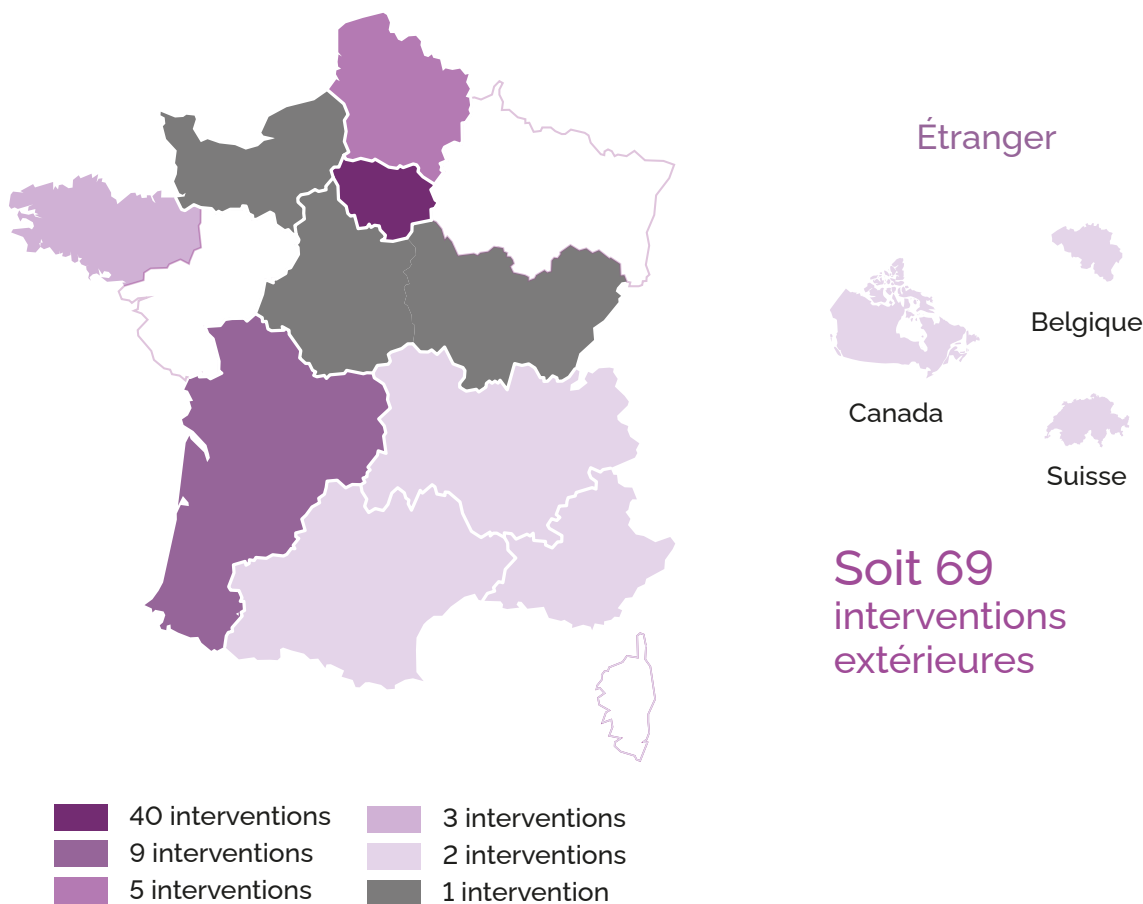 Étranger
Belgique
Canada
Suisse
Soit 69
interventions
extérieures
40 interventions
9 interventions
5 interventions
3 interventions
2 interventions
1 intervention